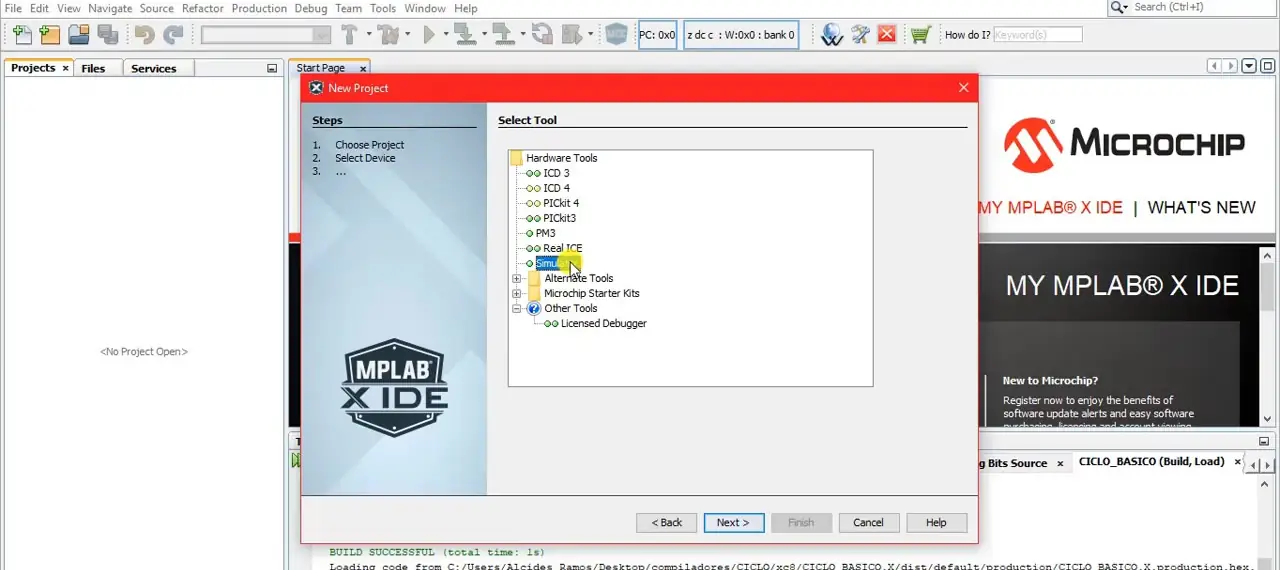 File Edit View Navigate Source Refactor Production Debug Team Tools Window Help
Search (Ctrl+I)
PC: 0x0
z dc c : W:0x0 : bank 0
How do I?
Keyword(s)
Projects
Files
Services
Start Page
New Project
Steps
1. Choose Project
2. Select Device
3. ...
Select Tool
Hardware Tools
ICD 3
ICD 4
PICkit 4
PICkit3
PM3
Real ICE
Alternate Tools
Microchip Starter Kits
Other Tools
Licensed Debugger
MPLAB®
X IDE
< Back
Next >
Finish
Cancel
Help
<No Project Open>
MICROCHIP
MY MPLAB® X IDE | WHAT'S NEW
MY MPLAB® X IDE
New to Microchip?
Register now to enjoy the benefits of
software update alerts and easy software
g Bits Source
CICLO_BASICO (Build, Load)
BUILD SUCCESSFUL (total time: 1s)
Loading code from C:/Users/Alcides Ramos/Desktop/compiladores/CICLO/xc8/CICLO_BASICO.X/dist/default/production/CICLO_BASICO.X.production.hex.